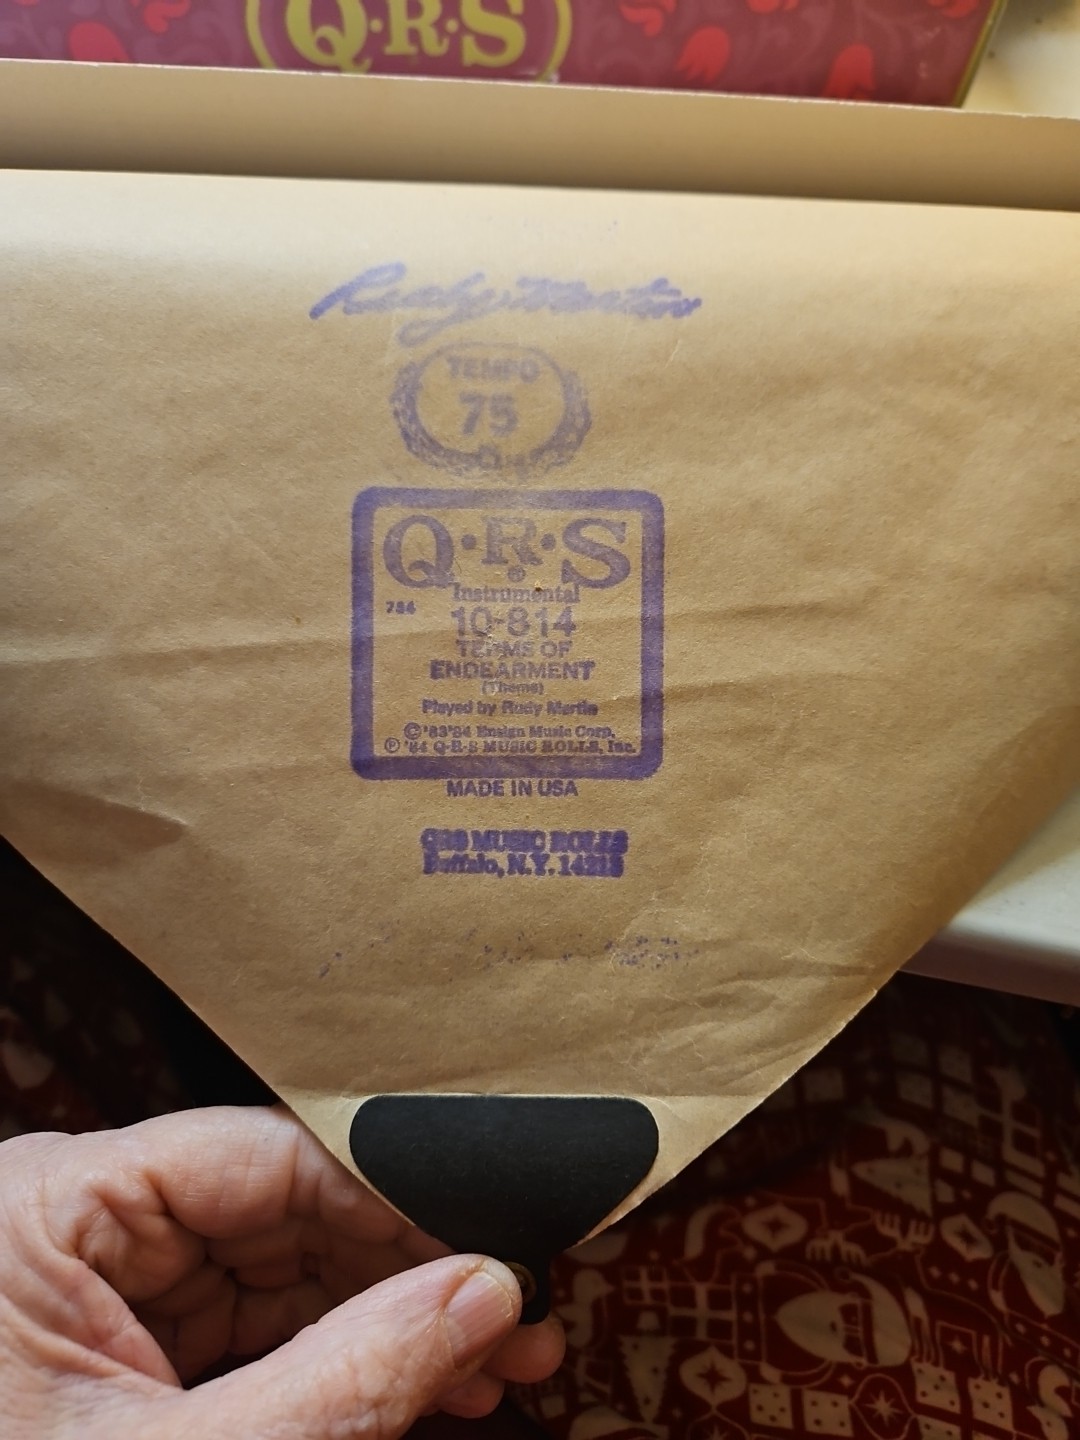 Q·R·S
Rudy Martin
TEMPO
75
Q·R·S
®
Instrumental
784
10-814
TERMS OF
ENDEARMENT
(Theme)
Played by Rudy Martin
©'83'84 Ensign Music Corp.
℗ '84 Q·R·S MUSIC ROLLS, Inc.
MADE IN USA
QRS MUSIC ROLLS
Buffalo, N.Y. 14213